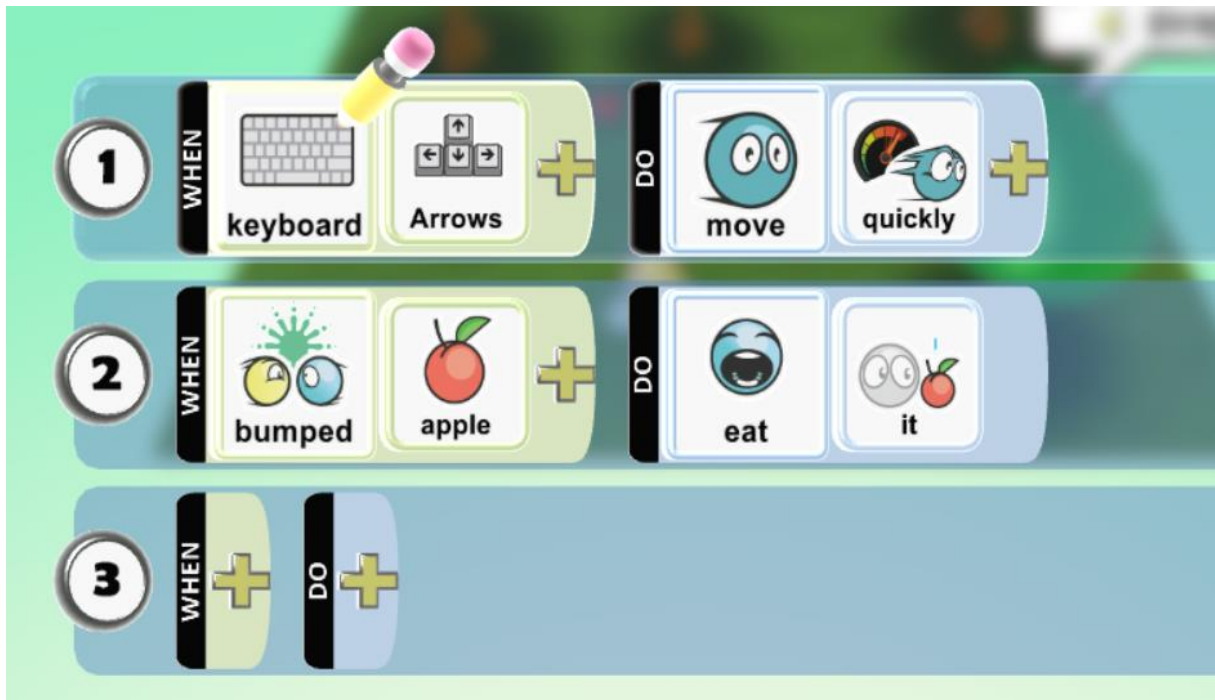 1 WHEN keyboard Arrows DO move quickly
2 WHEN bumped apple DO eat it
3 WHEN DO